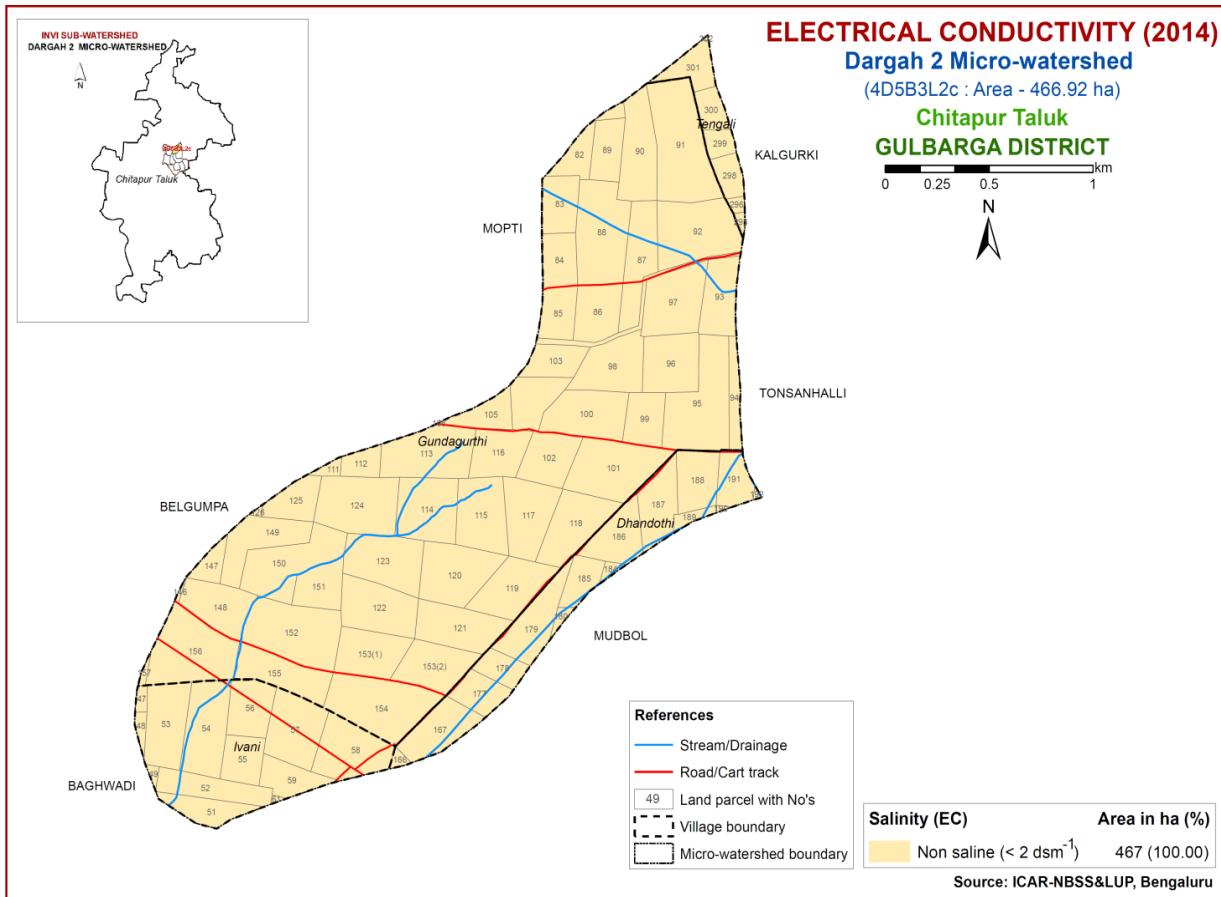 INVI SUB-WATERSHED
DARGAH 2 MICRO-WATERSHED
N
Chitapur Taluk
ELECTRICAL CONDUCTIVITY (2014)
Dargah 2 Micro-watershed
(4D5B3L2c : Area - 466.92 ha)
Chitapur Taluk
GULBARGA DISTRICT
km
0 0.25 0.5 1
N
301
300
Tengali
299
298
KALGURKI
82 89 90 91
83
88
92
MOPTI
84
87
85 86
97
93
103
98
96
100
99
95
94
TONSANHALLI
105
Gundagurthi
113
116
102
101
111
112
BELGUMPA
125
124
114
115
117
118
188
191
187
Dhandothi
186
189
149
147
150
151
123
120
119
185
148
122
121
179
MUDBOL
152
153(1)
153(2)
178
177
156
155
154
167
53
54
56
57
58
Ivani
55
59
168
BAGHWADI
52
51
References
Stream/Drainage
Road/Cart track
49 Land parcel with No's
Village boundary
Micro-watershed boundary
Salinity (EC) Area in ha (%)
Non saline (< 2 dsm⁻¹) 467 (100.00)
Source: ICAR-NBSS&LUP, Bengaluru